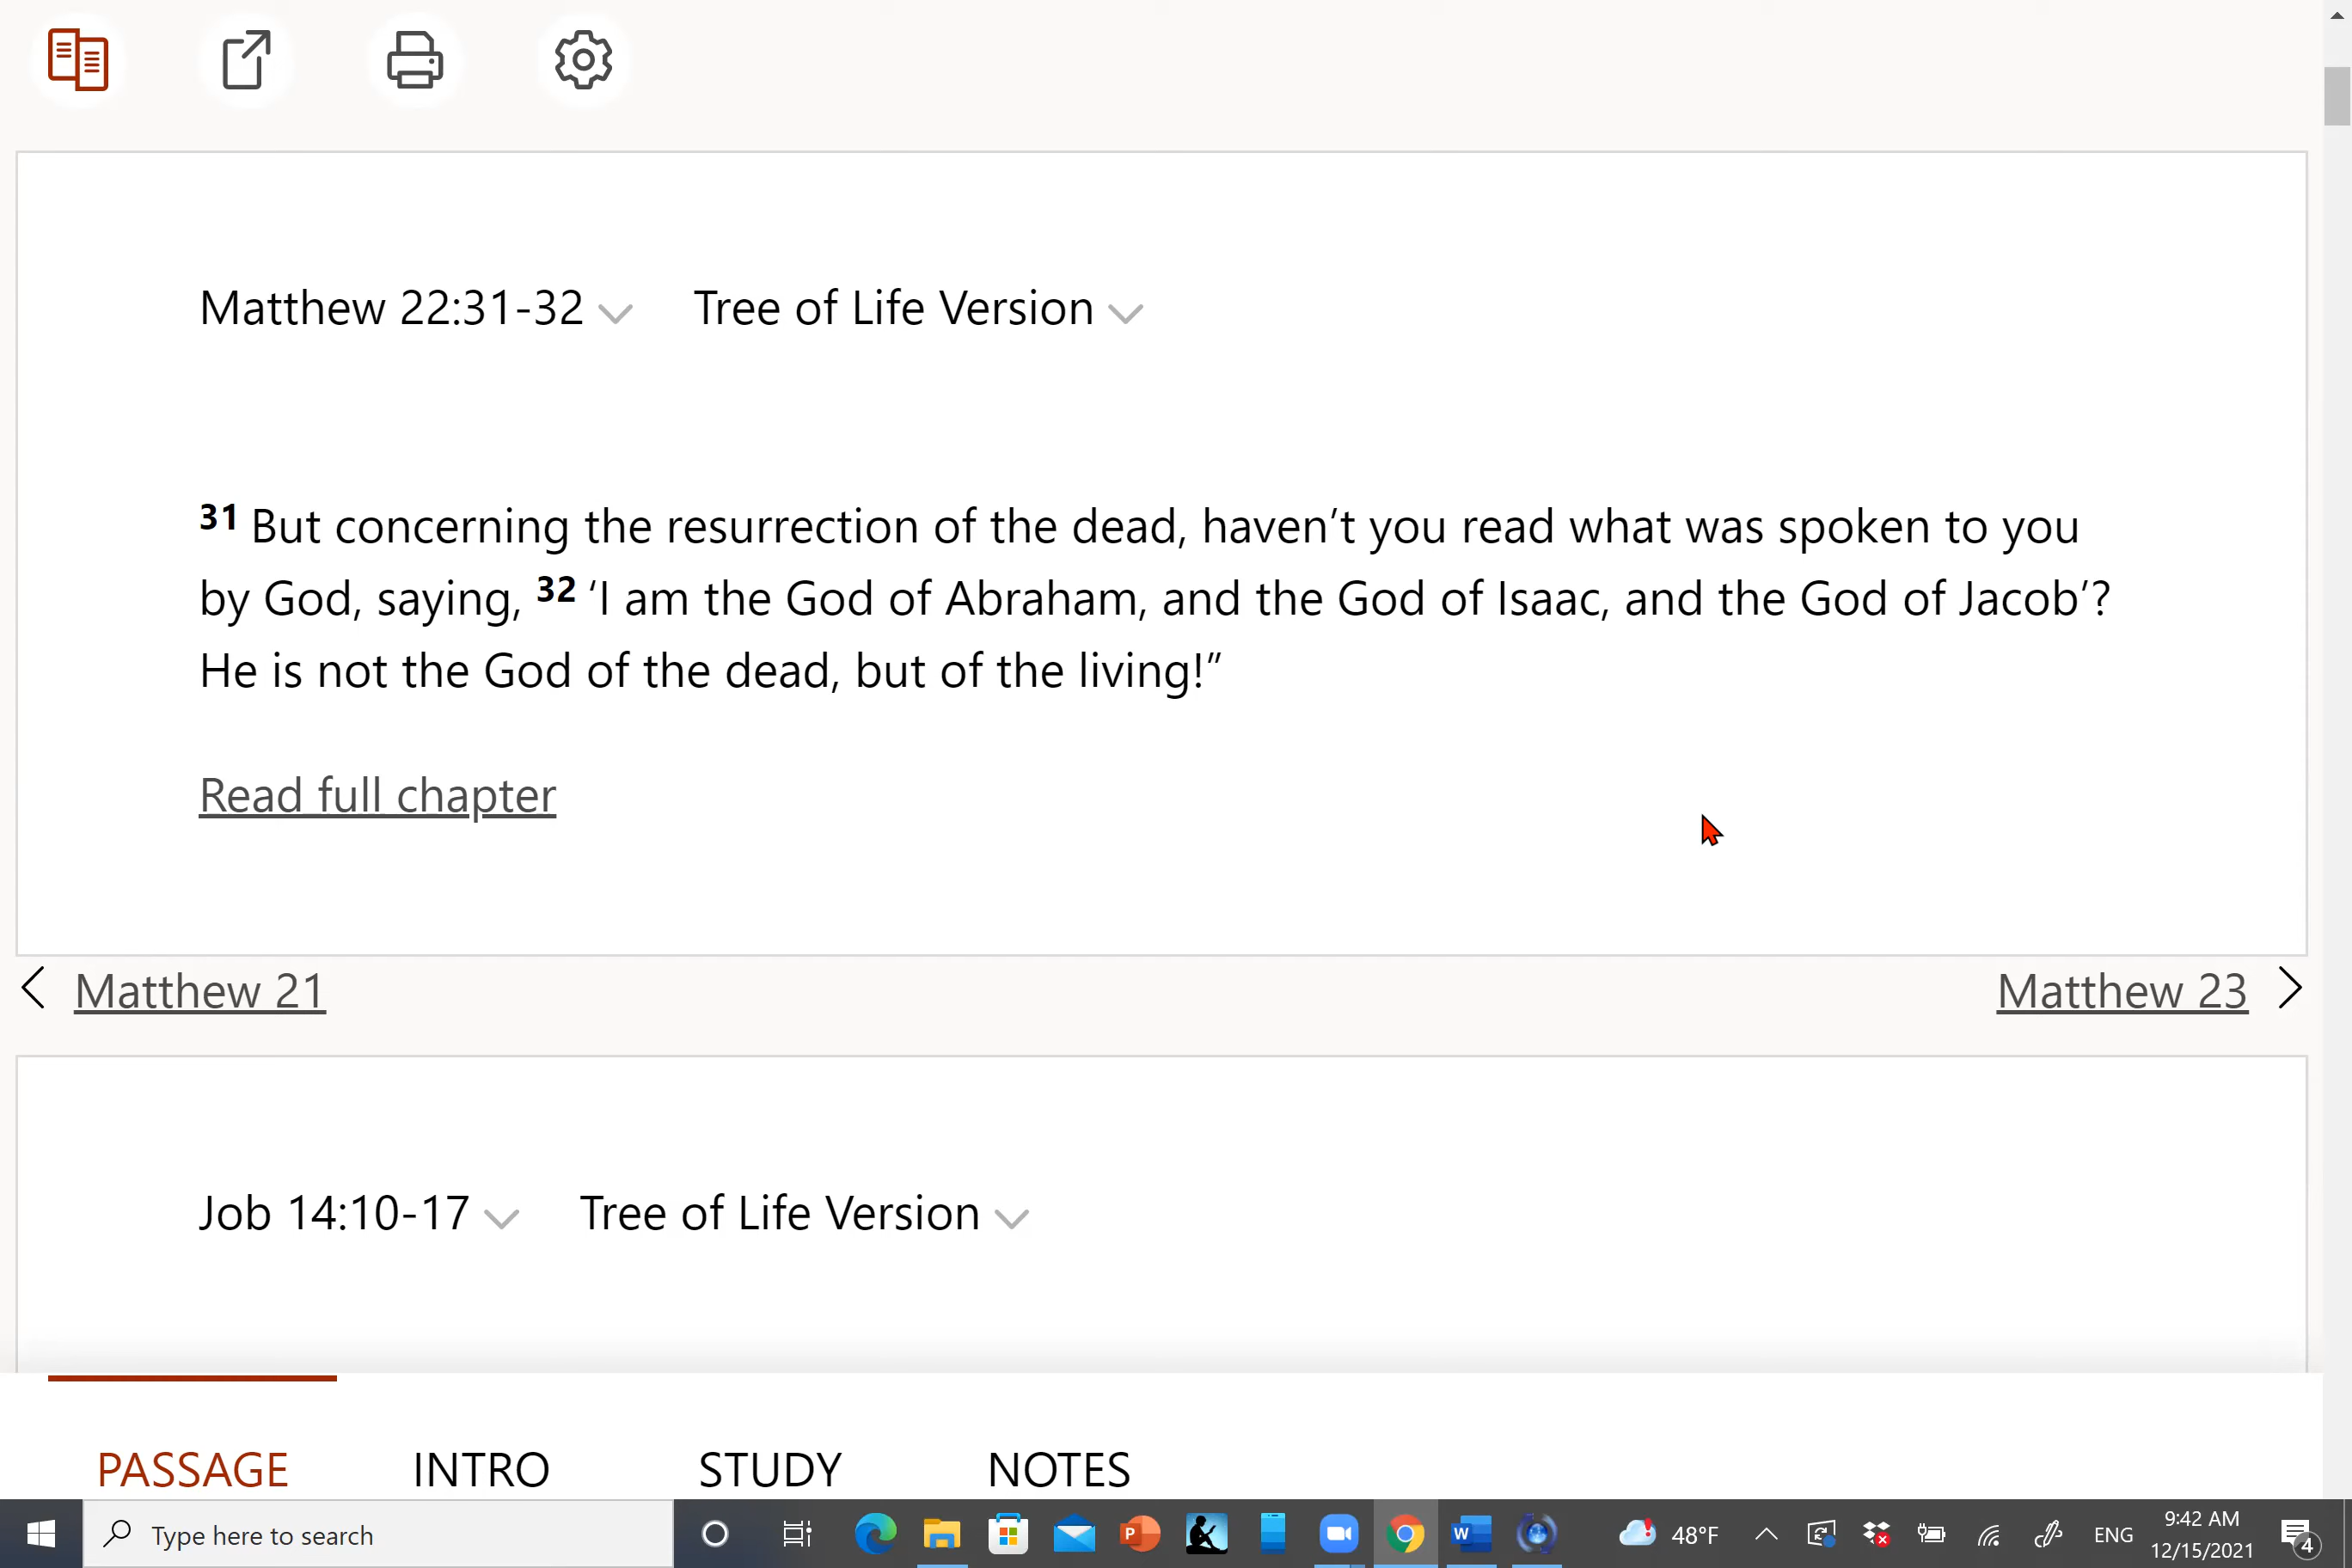 Matthew 22:31-32 Tree of Life Version
31 But concerning the resurrection of the dead, haven’t you read what was spoken to you
by God, saying, 32 ‘I am the God of Abraham, and the God of Isaac, and the God of Jacob’?
He is not the God of the dead, but of the living!”
Read full chapter
Matthew 21 Matthew 23
Job 14:10-17 Tree of Life Version
PASSAGE INTRO STUDY NOTES
Type here to search 48°F ENG 9:42 AM
12/15/2021 4